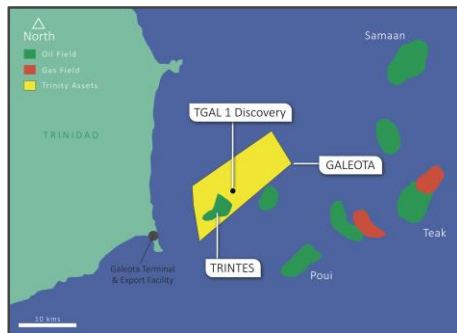 North
Oil Field
Gas Field
Trinity Assets
Samaan
TGAL 1 Discovery
TRINIDAD
GALEOTA
Teak
TRINTES
Galeota Terminal
& Export Facility
Poui
10 kms